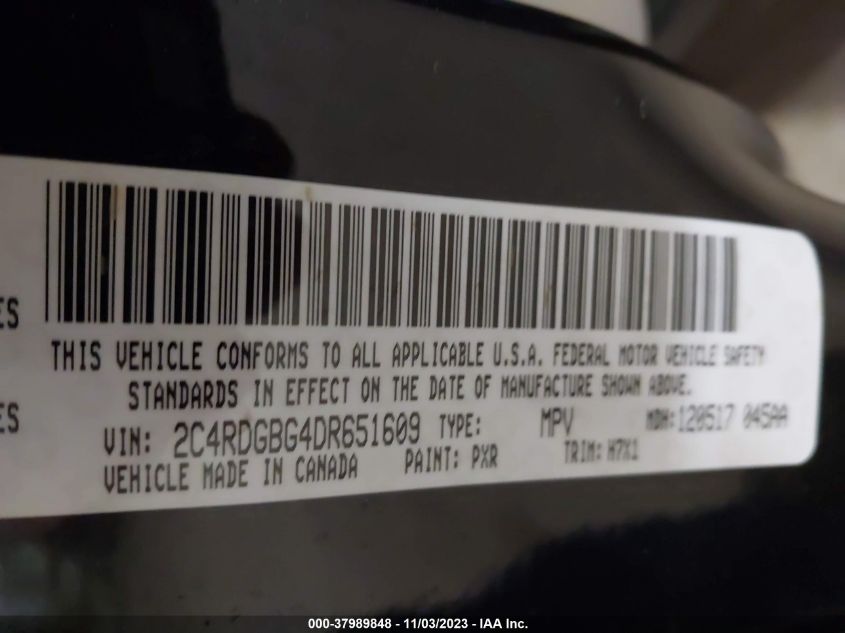 THIS VEHICLE CONFORMS TO ALL APPLICABLE U.S.A. FEDERAL MOTOR VEHICLE SAFETY
STANDARDS IN EFFECT ON THE DATE OF MANUFACTURE SHOWN ABOVE.
ES
ES
VIN: 2C4RDGBG4DR651609 TYPE: MPV MDH:120517 045AA
VEHICLE MADE IN CANADA PAINT: PXR TRIM: H7X1
000-37989848 - 11/03/2023 - IAA Inc.